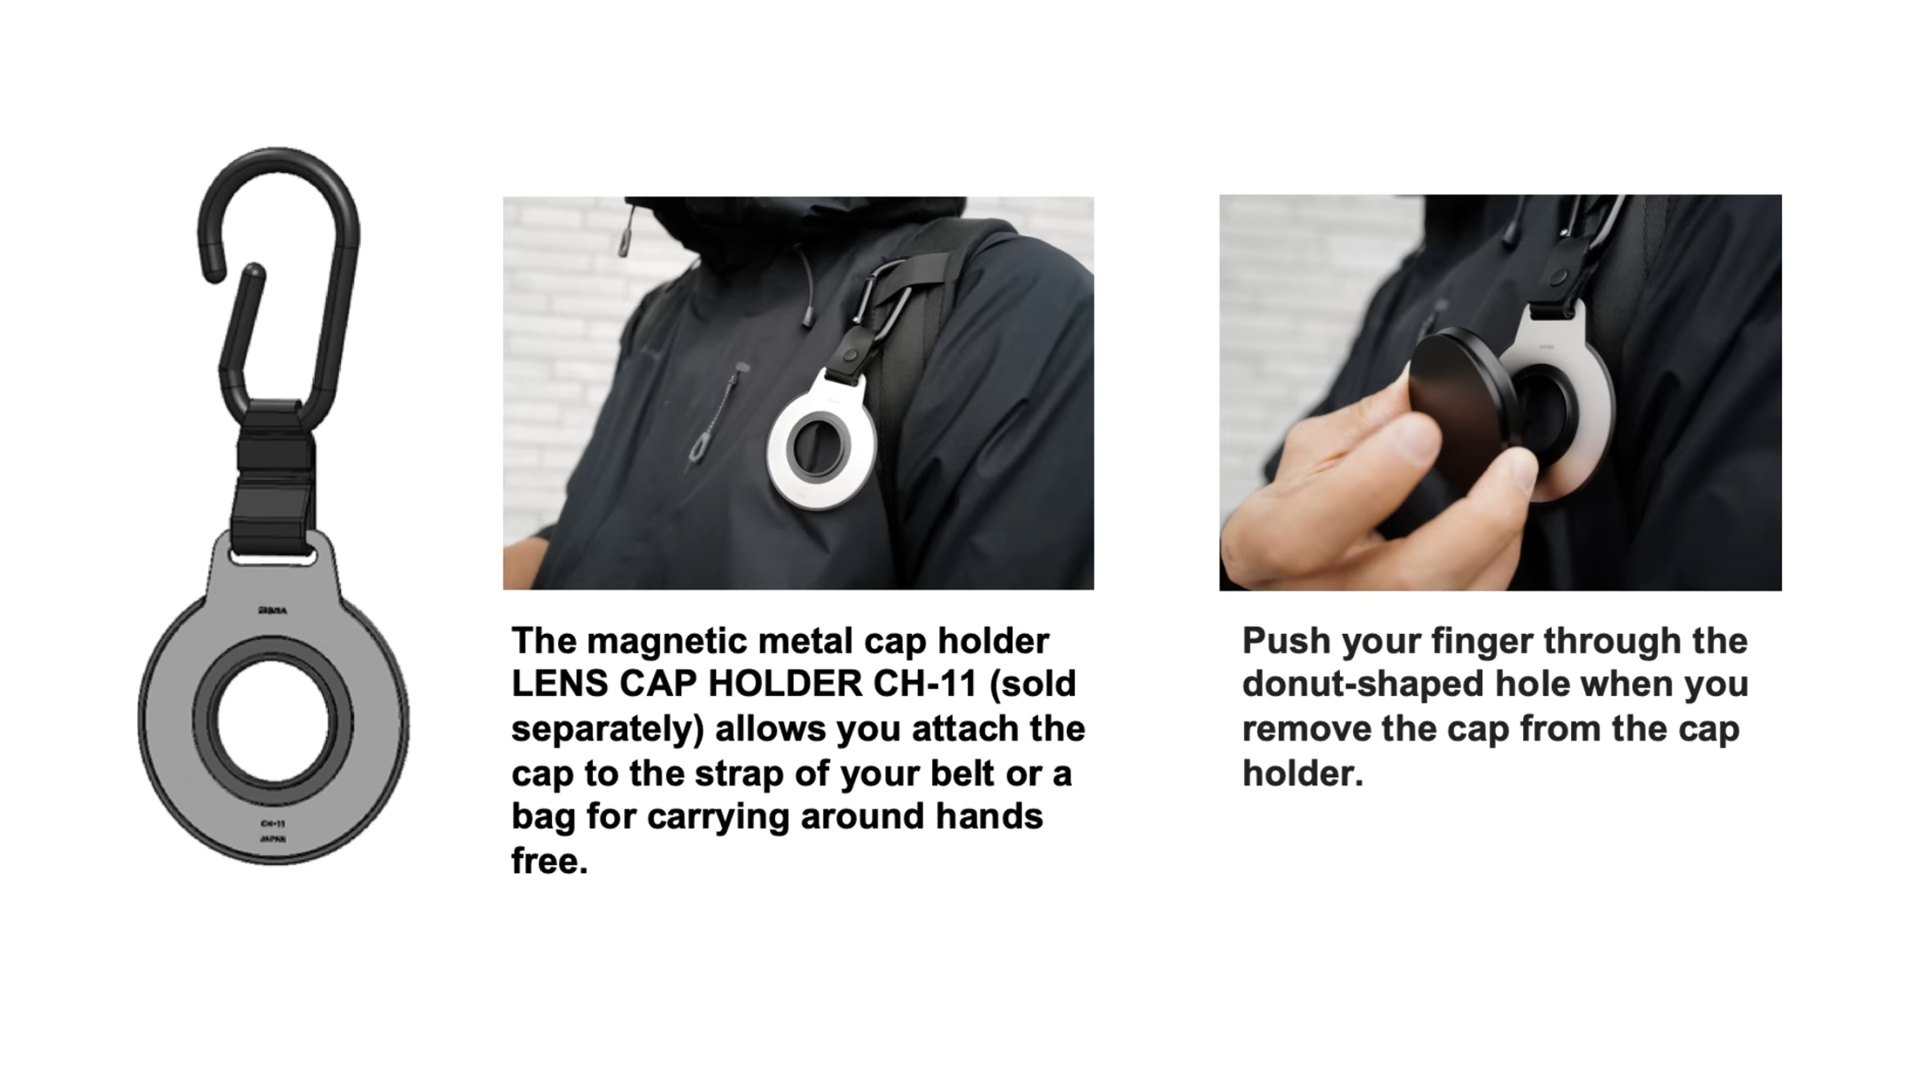 SIGMA
CH-11
JAPAN
The magnetic metal cap holder
LENS CAP HOLDER CH-11 (sold
separately) allows you attach the
cap to the strap of your belt or a
bag for carrying around hands
free.
Push your finger through the
donut-shaped hole when you
remove the cap from the cap
holder.